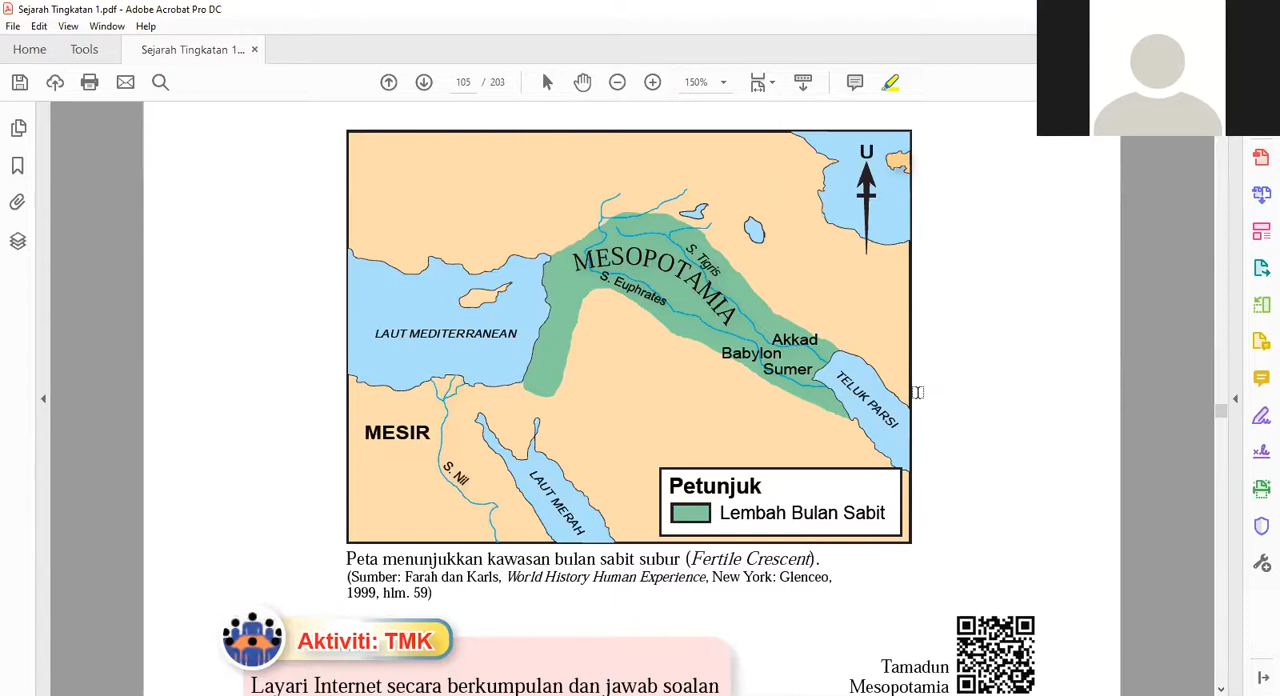 Sejarah Tingkatan 1.pdf - Adobe Acrobat Pro DC
File Edit View Window Help
Home Tools Sejarah Tingkatan 1... ×
105 / 203 150%
U
MESOPOTAMIA
S. Tigris
S. Euphrates
LAUT MEDITERRANEAN
Akkad
Babylon
Sumer
TELUK PARSI
MESIR
S. Nil
LAUT MERAH
Petunjuk
Lembah Bulan Sabit
Peta menunjukkan kawasan bulan sabit subur (Fertile Crescent).
(Sumber: Farah dan Karls, World History Human Experience, New York: Glenceo,
1999, hlm. 59)
Aktiviti: TMK
Layari Internet secara berkumpulan dan jawab soalan
Tamadun
Mesopotamia